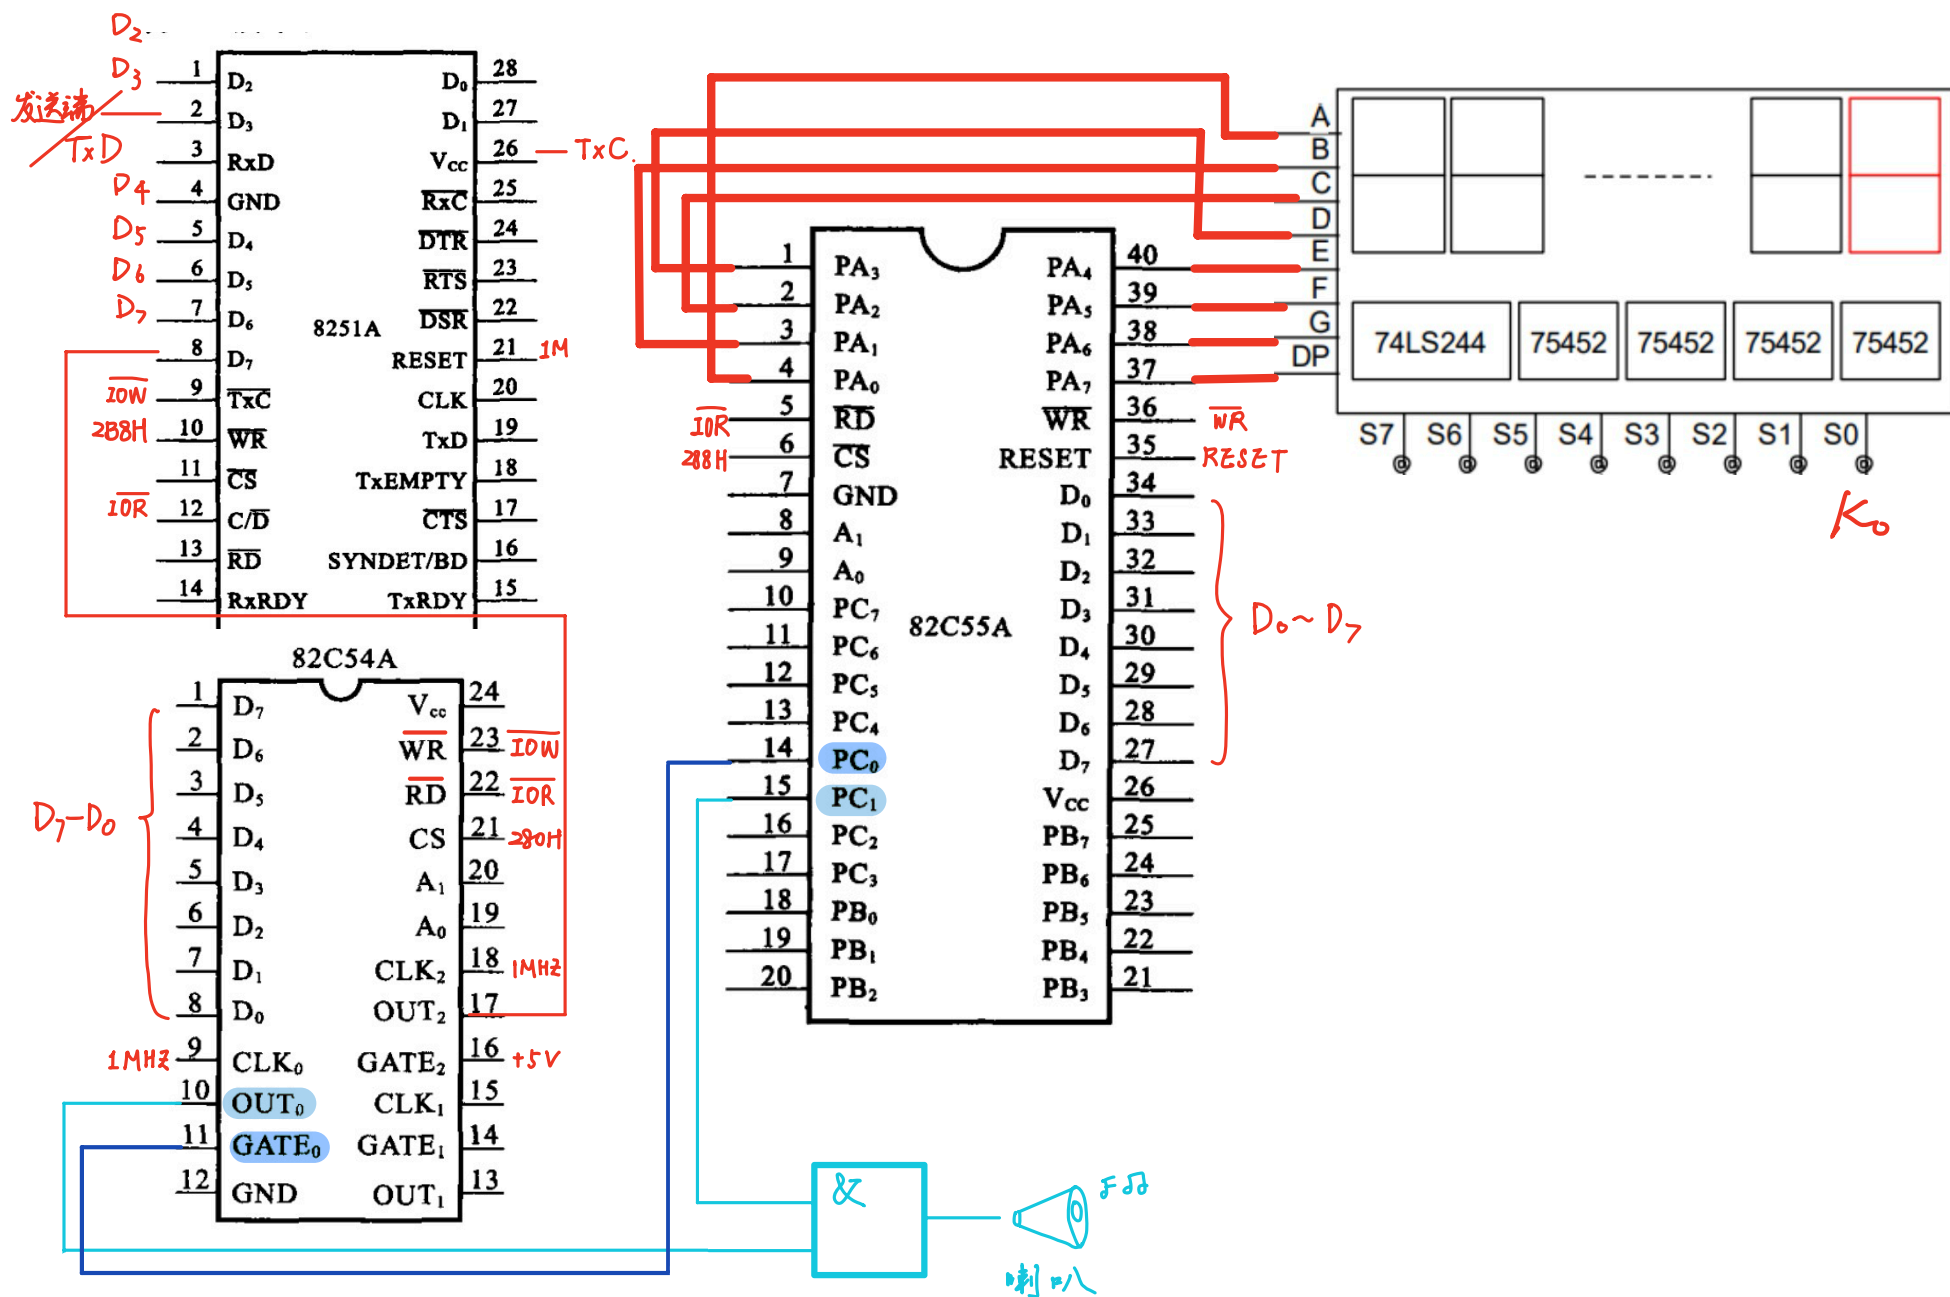 D₂
D₃
发送端
TxD
D4
D5
D6
D₇
IOW
2B8H
IOR
1 D₂ D₀ 28
2 D₃ D₁ 27
3 RxD Vcc 26
TxC
4 GND RxC 25
5 D₄ DTR 24
6 D₅ RTS 23
7 D₆ DSR 22
8251A
8 D₇ RESET 21
1M
9 TxC CLK 20
10 WR TxD 19
11 CS TxEMPTY 18
12 C/D CTS 17
13 RD SYNDET/BD 16
14 RxRDY TxRDY 15
82C54A
D₇-D₀
1 D₇ Vcc 24
2 D₆ WR 23 IOW
3 D₅ RD 22 IOR
4 D₄ CS 21 280H
5 D₃ A₁ 20
6 D₂ A₀ 19
7 D₁ CLK₂ 18 1MHZ
8 D₀ OUT₂ 17
1MHZ 9 CLK₀ GATE₂ 16 +5V
10 OUT₀ CLK₁ 15
11 GATE₀ GATE₁ 14
12 GND OUT₁ 13
1 PA₃ PA₄ 40
2 PA₂ PA₅ 39
3 PA₁ PA₆ 38
4 PA₀ PA₇ 37
IOR 5 RD WR 36 WR
288H 6 CS RESET 35 RESET
7 GND D₀ 34
8 A₁ D₁ 33
9 A₀ D₂ 32
10 PC₇ D₃ 31
82C55A
D₀~D₇
11 PC₆ D₄ 30
12 PC₅ D₅ 29
13 PC₄ D₆ 28
14 PC₀ D₇ 27
15 PC₁ Vcc 26
16 PC₂ PB₇ 25
17 PC₃ PB₆ 24
18 PB₀ PB₅ 23
19 PB₁ PB₄ 22
20 PB₂ PB₃ 21
A
B
C
D
E
F
G
DP
74LS244 75452 75452 75452 75452
S7 S6 S5 S4 S3 S2 S1 S0
K₀
&
喇叭